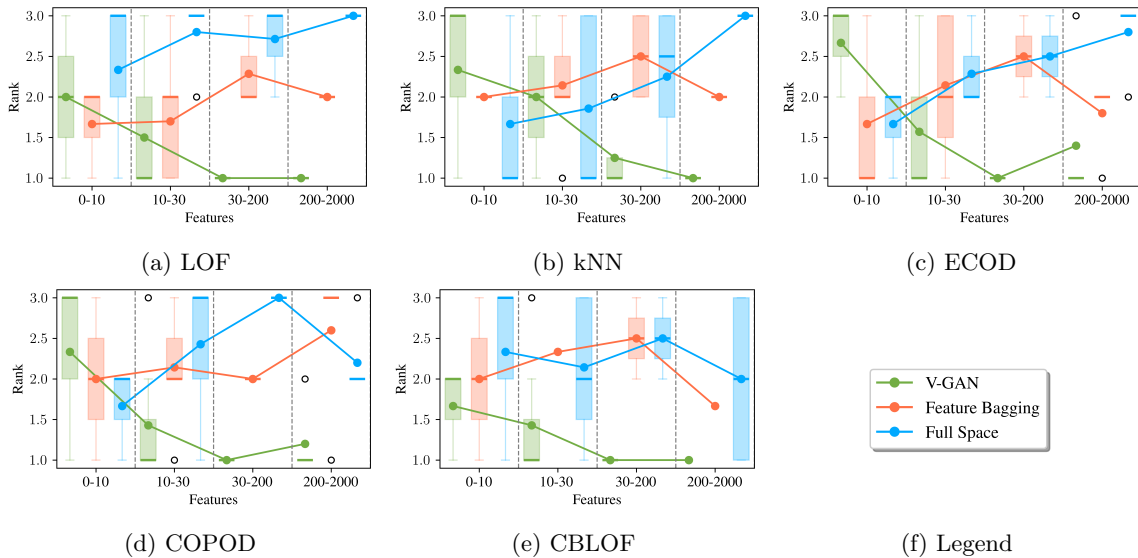 3.0
2.5
2.0
1.5
1.0
Rank
0-10 10-30 30-200 200-2000
Features
(a) LOF
3.0
2.5
2.0
1.5
1.0
Rank
0-10 10-30 30-200 200-2000
Features
(b) kNN
3.0
2.5
2.0
1.5
1.0
Rank
0-10 10-30 30-200 200-2000
Features
(c) ECOD
3.0
2.5
2.0
1.5
1.0
Rank
0-10 10-30 30-200 200-2000
Features
(d) COPOD
3.0
2.5
2.0
1.5
1.0
Rank
0-10 10-30 30-200 200-2000
Features
(e) CBLOF
V-GAN
Feature Bagging
Full Space
(f) Legend